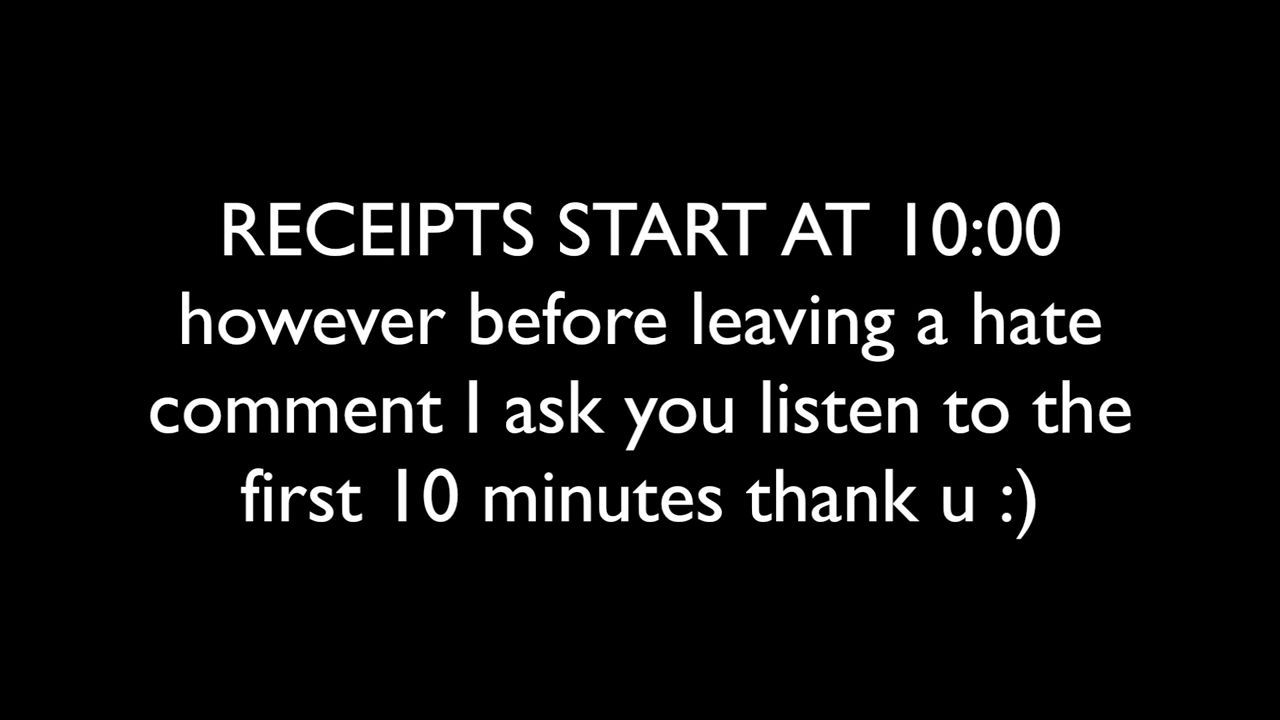 RECEIPTS START AT 10:00
however before leaving a hate
comment I ask you listen to the
first 10 minutes thank u :)